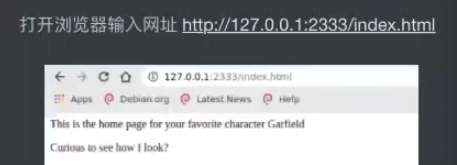 打开浏览器输入网址 http://127.0.0.1:2333/index.html
127.0.0.1:2333/index.html
Apps Debian.org Latest News Help
This is the home page for your favorite character Garfield
Curious to see how I look?